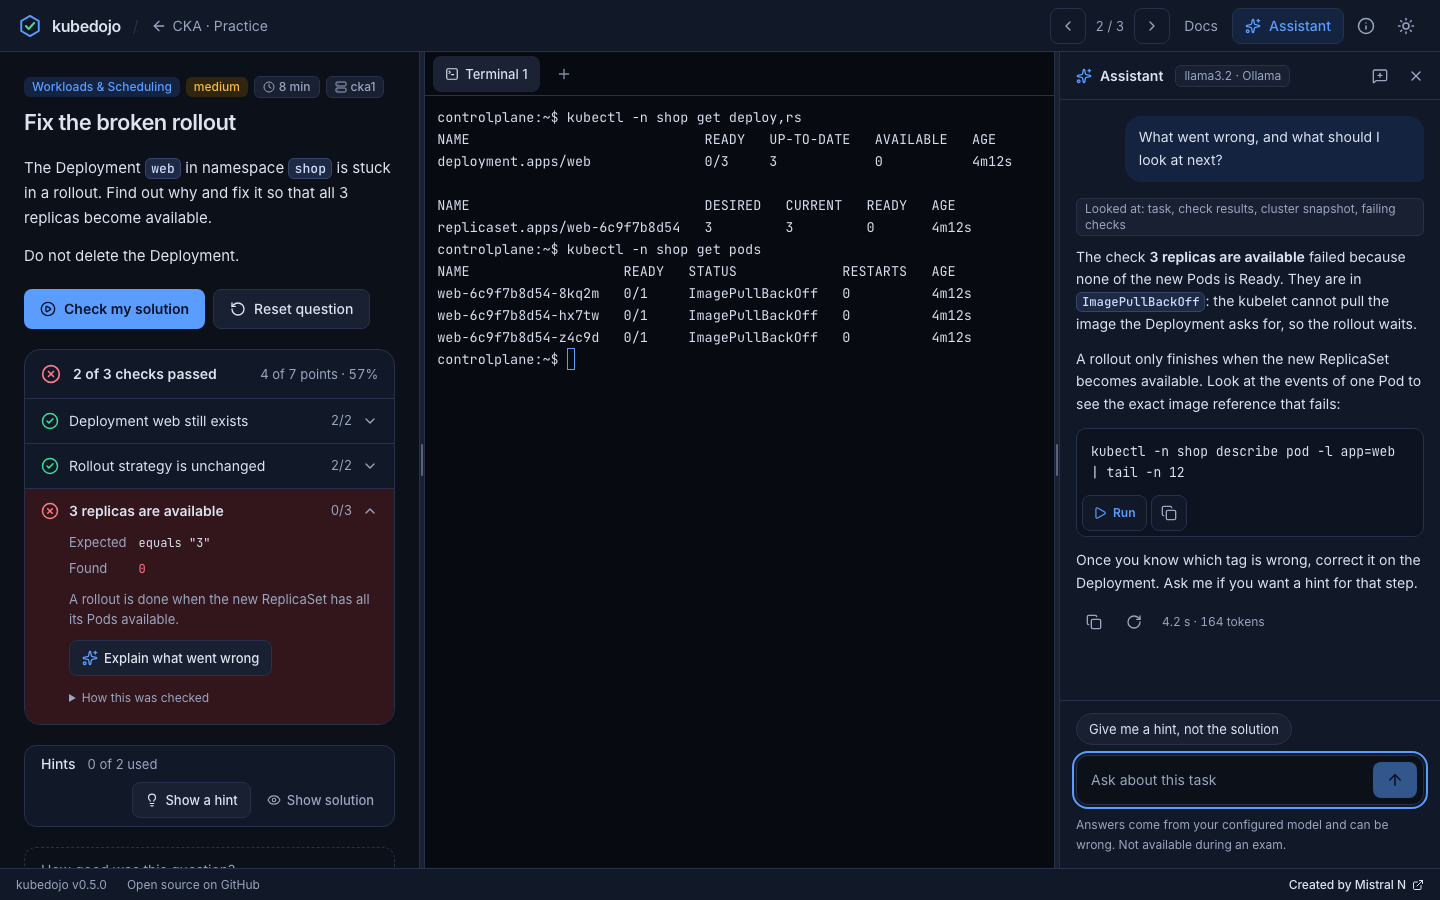 kubedojo / ← CKA · Practice
2 / 3 Docs Assistant
Workloads & Scheduling medium 8 min cka1
Fix the broken rollout
The Deployment web in namespace shop is stuck
in a rollout. Find out why and fix it so that all 3
replicas become available.
Do not delete the Deployment.
Check my solution Reset question
2 of 3 checks passed 4 of 7 points · 57%
Deployment web still exists 2/2
Rollout strategy is unchanged 2/2
3 replicas are available 0/3
Expected equals "3"
Found 0
A rollout is done when the new ReplicaSet has all
its Pods available.
Explain what went wrong
How this was checked
Hints 0 of 2 used
Show a hint Show solution
Terminal 1 +
controlplane:~$ kubectl -n shop get deploy,rs
NAME READY UP-TO-DATE AVAILABLE AGE
deployment.apps/web 0/3 3 0 4m12s
NAME DESIRED CURRENT READY AGE
replicaset.apps/web-6c9f7b8d54 3 3 0 4m12s
controlplane:~$ kubectl -n shop get pods
NAME READY STATUS RESTARTS AGE
web-6c9f7b8d54-8kq2m 0/1 ImagePullBackOff 0 4m12s
web-6c9f7b8d54-hx7tw 0/1 ImagePullBackOff 0 4m12s
web-6c9f7b8d54-z4c9d 0/1 ImagePullBackOff 0 4m12s
controlplane:~$
Assistant llama3.2 · Ollama
What went wrong, and what should I
look at next?
Looked at: task, check results, cluster snapshot, failing
checks
The check 3 replicas are available failed because
none of the new Pods is Ready. They are in
ImagePullBackOff: the kubelet cannot pull the
image the Deployment asks for, so the rollout waits.
A rollout only finishes when the new ReplicaSet
becomes available. Look at the events of one Pod to
see the exact image reference that fails:
kubectl -n shop describe pod -l app=web
| tail -n 12
Run
Once you know which tag is wrong, correct it on the
Deployment. Ask me if you want a hint for that step.
4.2 s · 164 tokens
Give me a hint, not the solution
Ask about this task
Answers come from your configured model and can be
wrong. Not available during an exam.
kubedojo v0.5.0 Open source on GitHub
Created by Mistral N